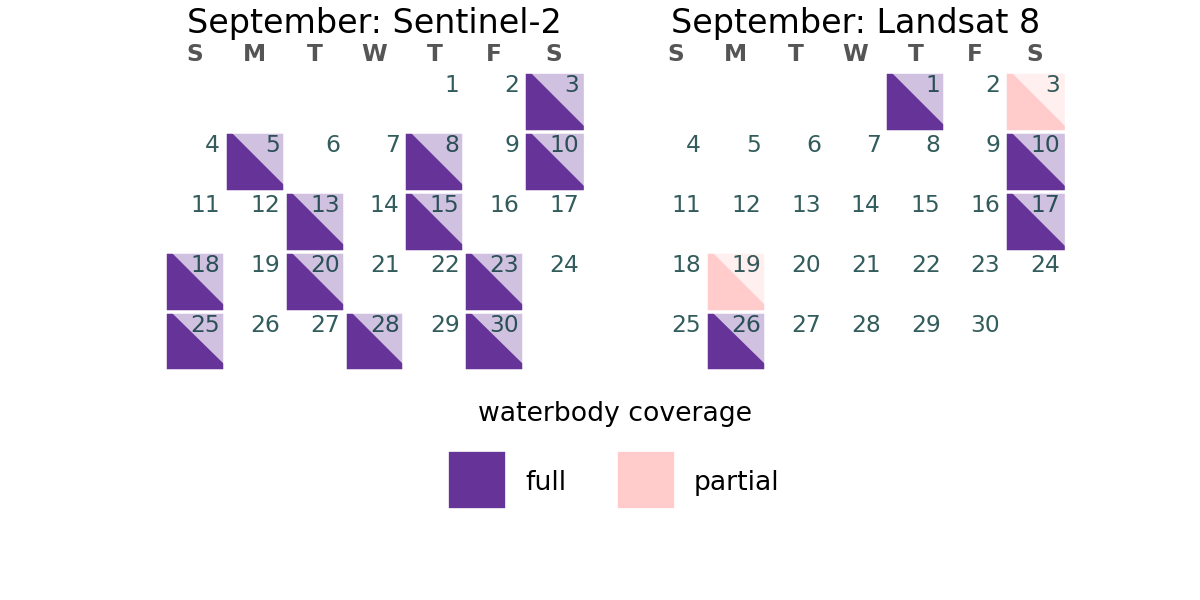 September: Sentinel-2
S M T W T F S
1 2 3
4 5 6 7 8 9 10
11 12 13 14 15 16 17
18 19 20 21 22 23 24
25 26 27 28 29 30
September: Landsat 8
S M T W T F S
1 2 3
4 5 6 7 8 9 10
11 12 13 14 15 16 17
18 19 20 21 22 23 24
25 26 27 28 29 30
waterbody coverage
full
partial